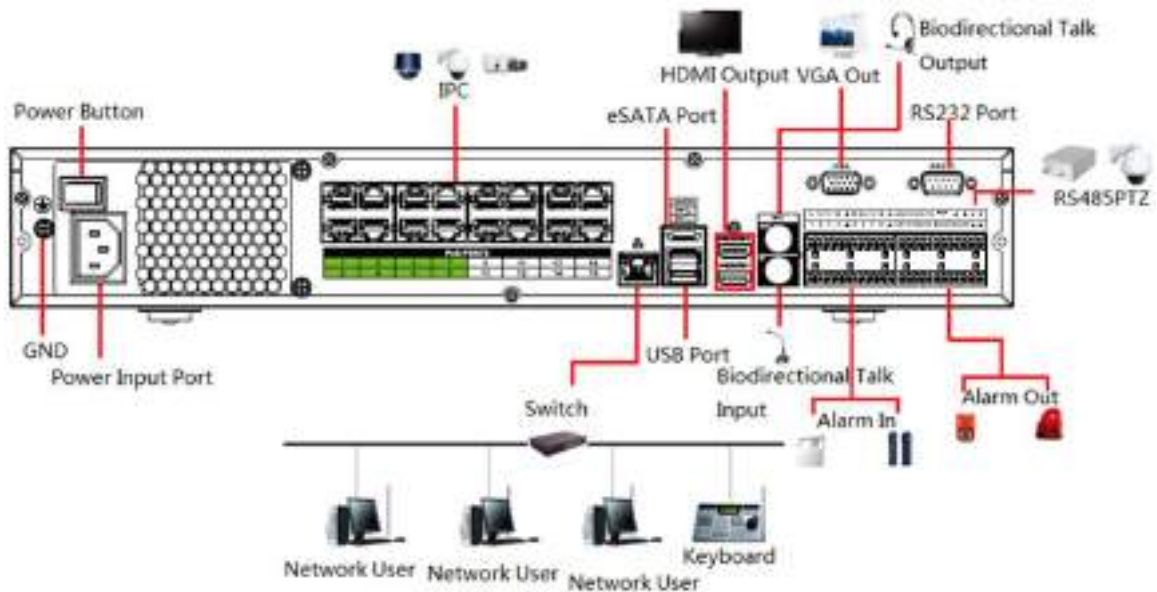 Biodirectional Talk
Output
HDMI Output
VGA Out
IPC
Power Button
eSATA Port
RS232 Port
RS485PTZ
GND
Power Input Port
USB Port
Biodirectional Talk
Input
Switch
Alarm In
Alarm Out
Network User
Network User
Network User
Keyboard